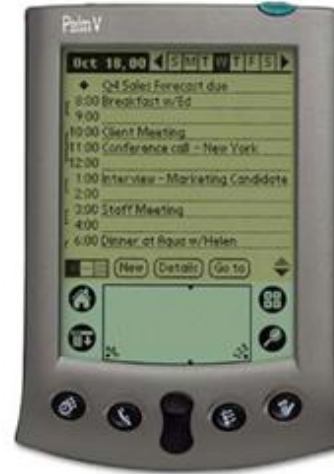 Palm V
Oct 18, 00 S M T W T F S
Q4 Sales Forecast due
8:00 Breakfast w/Ed
9:00
10:00 Client Meeting
11:00 Conference call - New York
12:00
1:00 Interview - Marketing Candidate
2:00
3:00 Staff Meeting
4:00
6:00 Dinner at Aqua w/Helen
New Details Go to